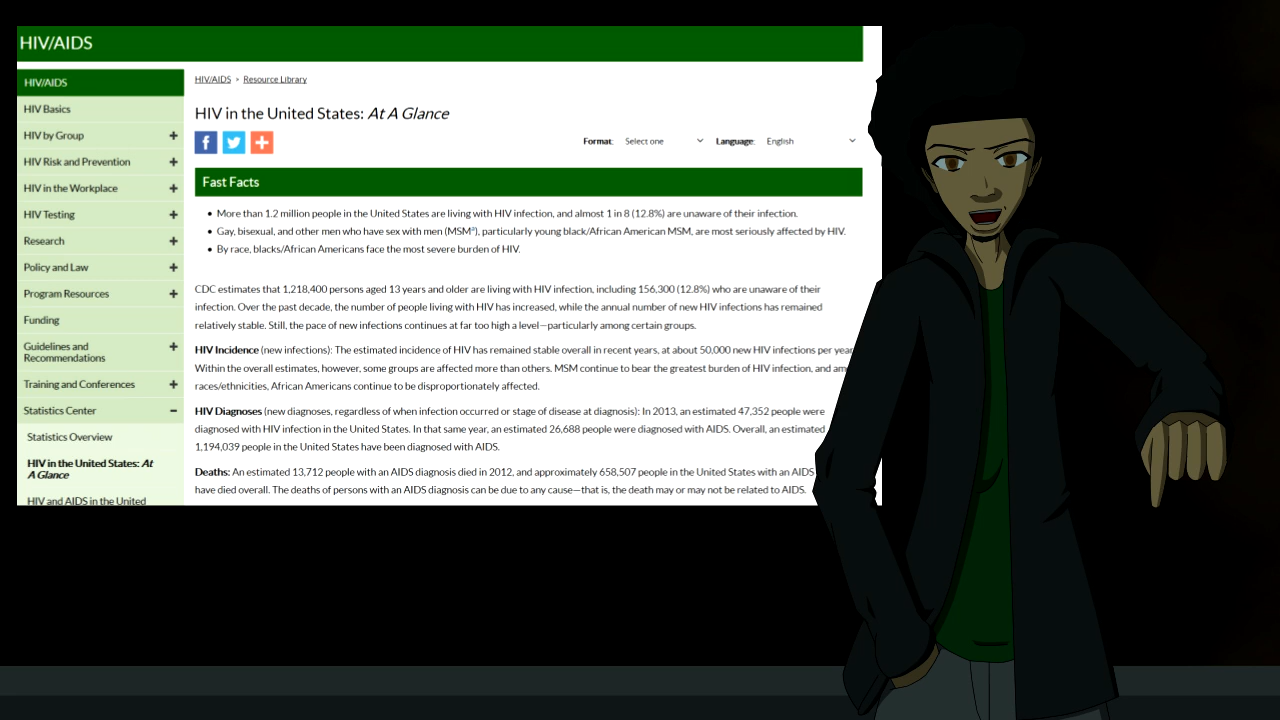 HIV/AIDS
HIV/AIDS
HIV Basics
HIV by Group
HIV Risk and Prevention
HIV in the Workplace
HIV Testing
Research
Policy and Law
Program Resources
Funding
Guidelines and
Recommendations
Training and Conferences
Statistics Center
Statistics Overview
HIV in the United States: At
A Glance
HIV and AIDS in the United
HIV/AIDS > Resource Library
HIV in the United States: At A Glance
Format: Select one Language: English
Fast Facts
• More than 1.2 million people in the United States are living with HIV infection, and almost 1 in 8 (12.8%) are unaware of their infection.
• Gay, bisexual, and other men who have sex with men (MSMª), particularly young black/African American MSM, are most seriously affected by HIV.
• By race, blacks/African Americans face the most severe burden of HIV.
CDC estimates that 1,218,400 persons aged 13 years and older are living with HIV infection, including 156,300 (12.8%) who are unaware of their
infection. Over the past decade, the number of people living with HIV has increased, while the annual number of new HIV infections has remained
relatively stable. Still, the pace of new infections continues at far too high a level—particularly among certain groups.
HIV Incidence (new infections): The estimated incidence of HIV has remained stable overall in recent years, at about 50,000 new HIV infections per year
Within the overall estimates, however, some groups are affected more than others. MSM continue to bear the greatest burden of HIV infection, and am
races/ethnicities, African Americans continue to be disproportionately affected.
HIV Diagnoses (new diagnoses, regardless of when infection occurred or stage of disease at diagnosis): In 2013, an estimated 47,352 people were
diagnosed with HIV infection in the United States. In that same year, an estimated 26,688 people were diagnosed with AIDS. Overall, an estimated
1,194,039 people in the United States have been diagnosed with AIDS.
Deaths: An estimated 13,712 people with an AIDS diagnosis died in 2012, and approximately 658,507 people in the United States with an AIDS
have died overall. The deaths of persons with an AIDS diagnosis can be due to any cause—that is, the death may or may not be related to AIDS.